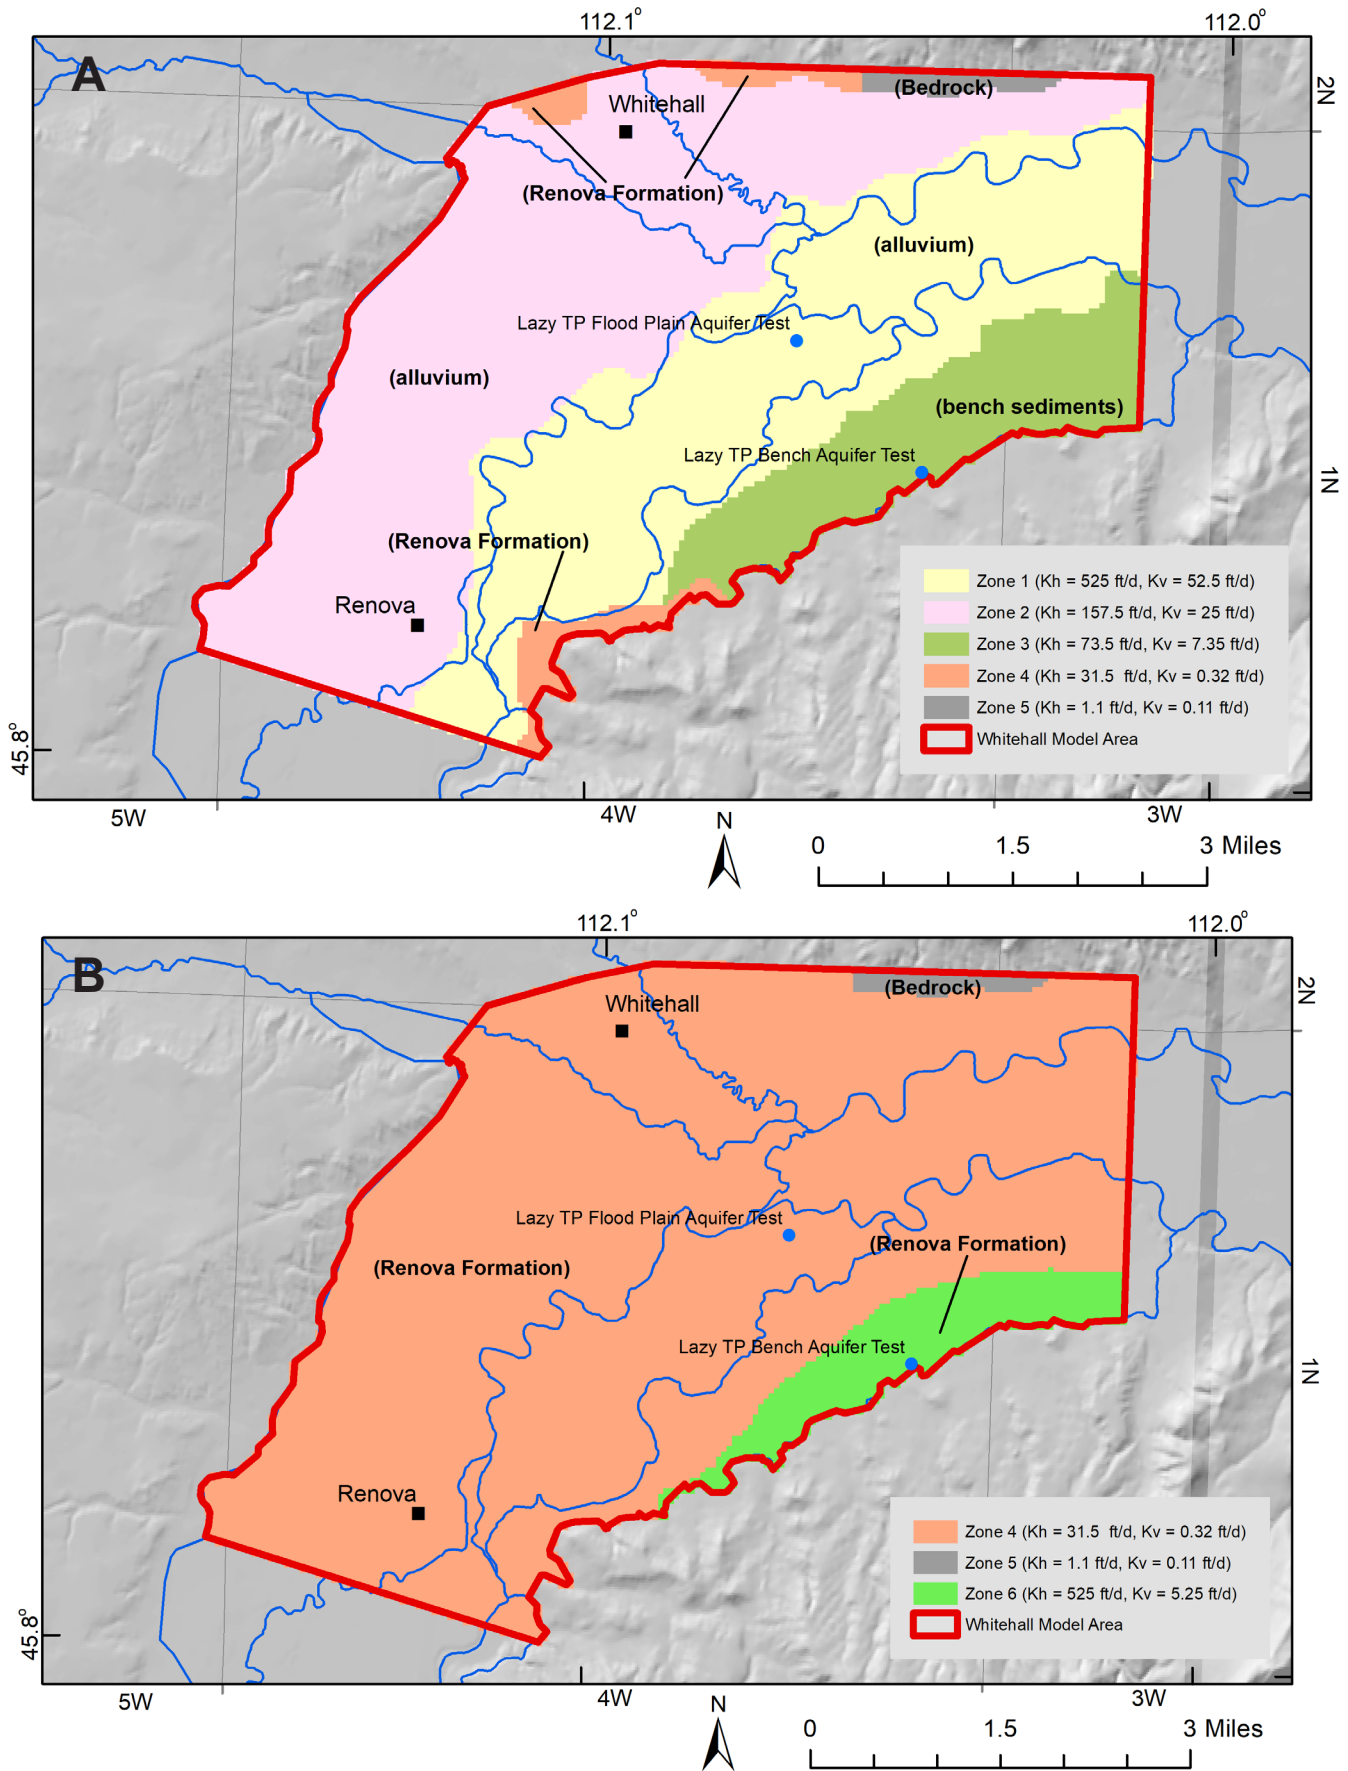 112.1°
112.0°
A
2N
(Bedrock)
Whitehall
(Renova Formation)
(alluvium)
Lazy TP Flood Plain Aquifer Test
(alluvium)
(bench sediments)
Lazy TP Bench Aquifer Test
1N
(Renova Formation)
Renova
Zone 1 (Kh = 525 ft/d, Kv = 52.5 ft/d)
Zone 2 (Kh = 157.5 ft/d, Kv = 25 ft/d)
Zone 3 (Kh = 73.5 ft/d, Kv = 7.35 ft/d)
Zone 4 (Kh = 31.5 ft/d, Kv = 0.32 ft/d)
Zone 5 (Kh = 1.1 ft/d, Kv = 0.11 ft/d)
Whitehall Model Area
45.8°
5W
4W
3W
N
0 1.5 3 Miles
112.1°
112.0°
B
2N
(Bedrock)
Whitehall
Lazy TP Flood Plain Aquifer Test
(Renova Formation)
(Renova Formation)
Lazy TP Bench Aquifer Test
1N
Renova
Zone 4 (Kh = 31.5 ft/d, Kv = 0.32 ft/d)
Zone 5 (Kh = 1.1 ft/d, Kv = 0.11 ft/d)
Zone 6 (Kh = 525 ft/d, Kv = 5.25 ft/d)
Whitehall Model Area
45.8°
5W
4W
3W
N
0 1.5 3 Miles